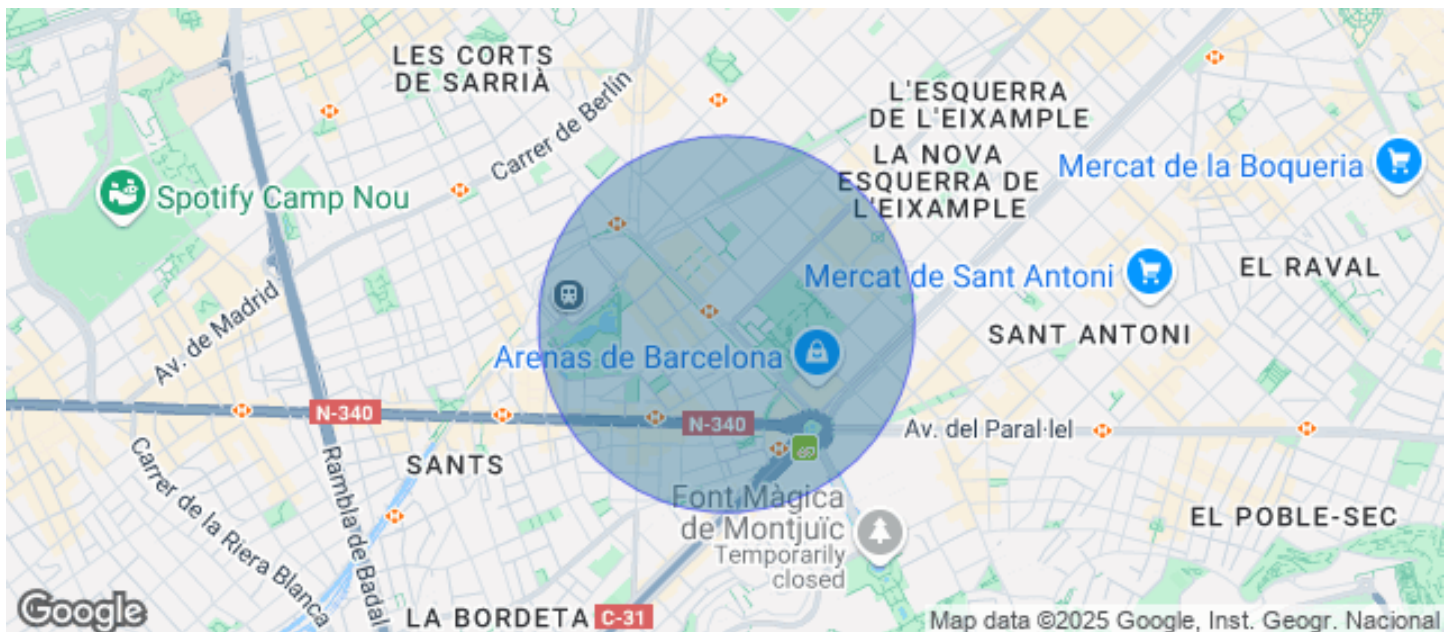 LES CORTS
DE SARRIÀ
Carrer de Berlín
L'ESQUERRA
DE L'EIXAMPLE
LA NOVA
ESQUERRA DE
L'EIXAMPLE
Mercat de la Boqueria
Spotify Camp Nou
Mercat de Sant Antoni
EL RAVAL
Av. de Madrid
SANT ANTONI
Arenas de Barcelona
N-340
N-340
Av. del Paral·lel
SANTS
Carrer de la Riera Blanca
Rambla de Badal
Font Màgica
de Montjuïc
Temporarily
closed
EL POBLE-SEC
Google
LA BORDETA
C-31
Map data ©2025 Google, Inst. Geogr. Nacional